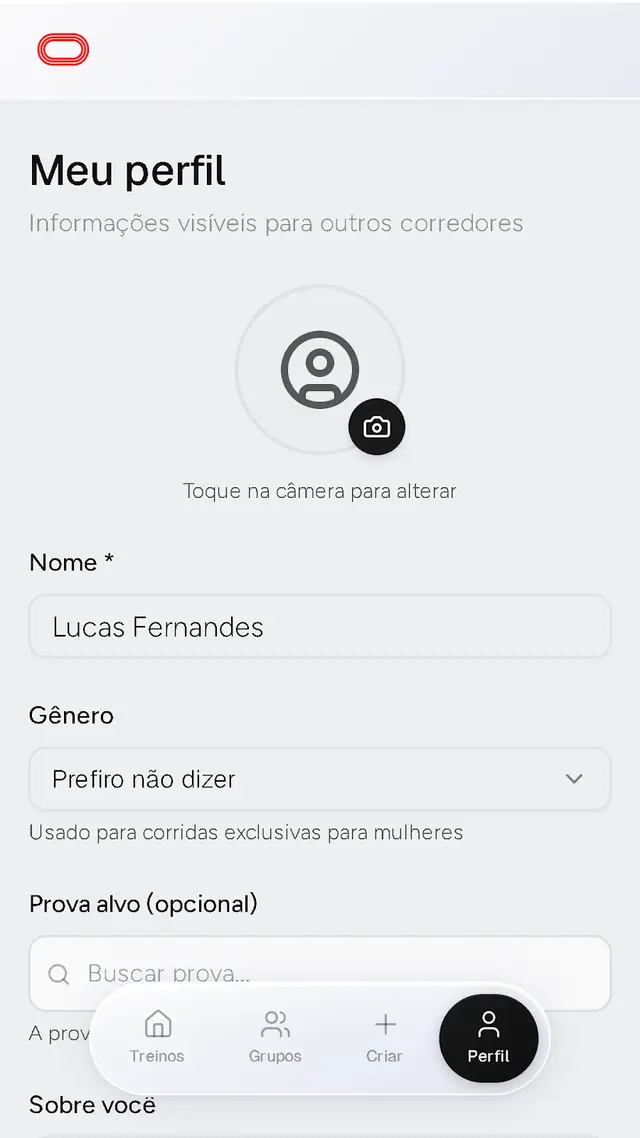 Meu perfil
Informações visíveis para outros corredores
Toque na câmera para alterar
Nome *
Lucas Fernandes
Gênero
Prefiro não dizer
Usado para corridas exclusivas para mulheres
Prova alvo (opcional)
Buscar prova...
A prov
Treinos
Grupos
Criar
Perfil
Sobre você